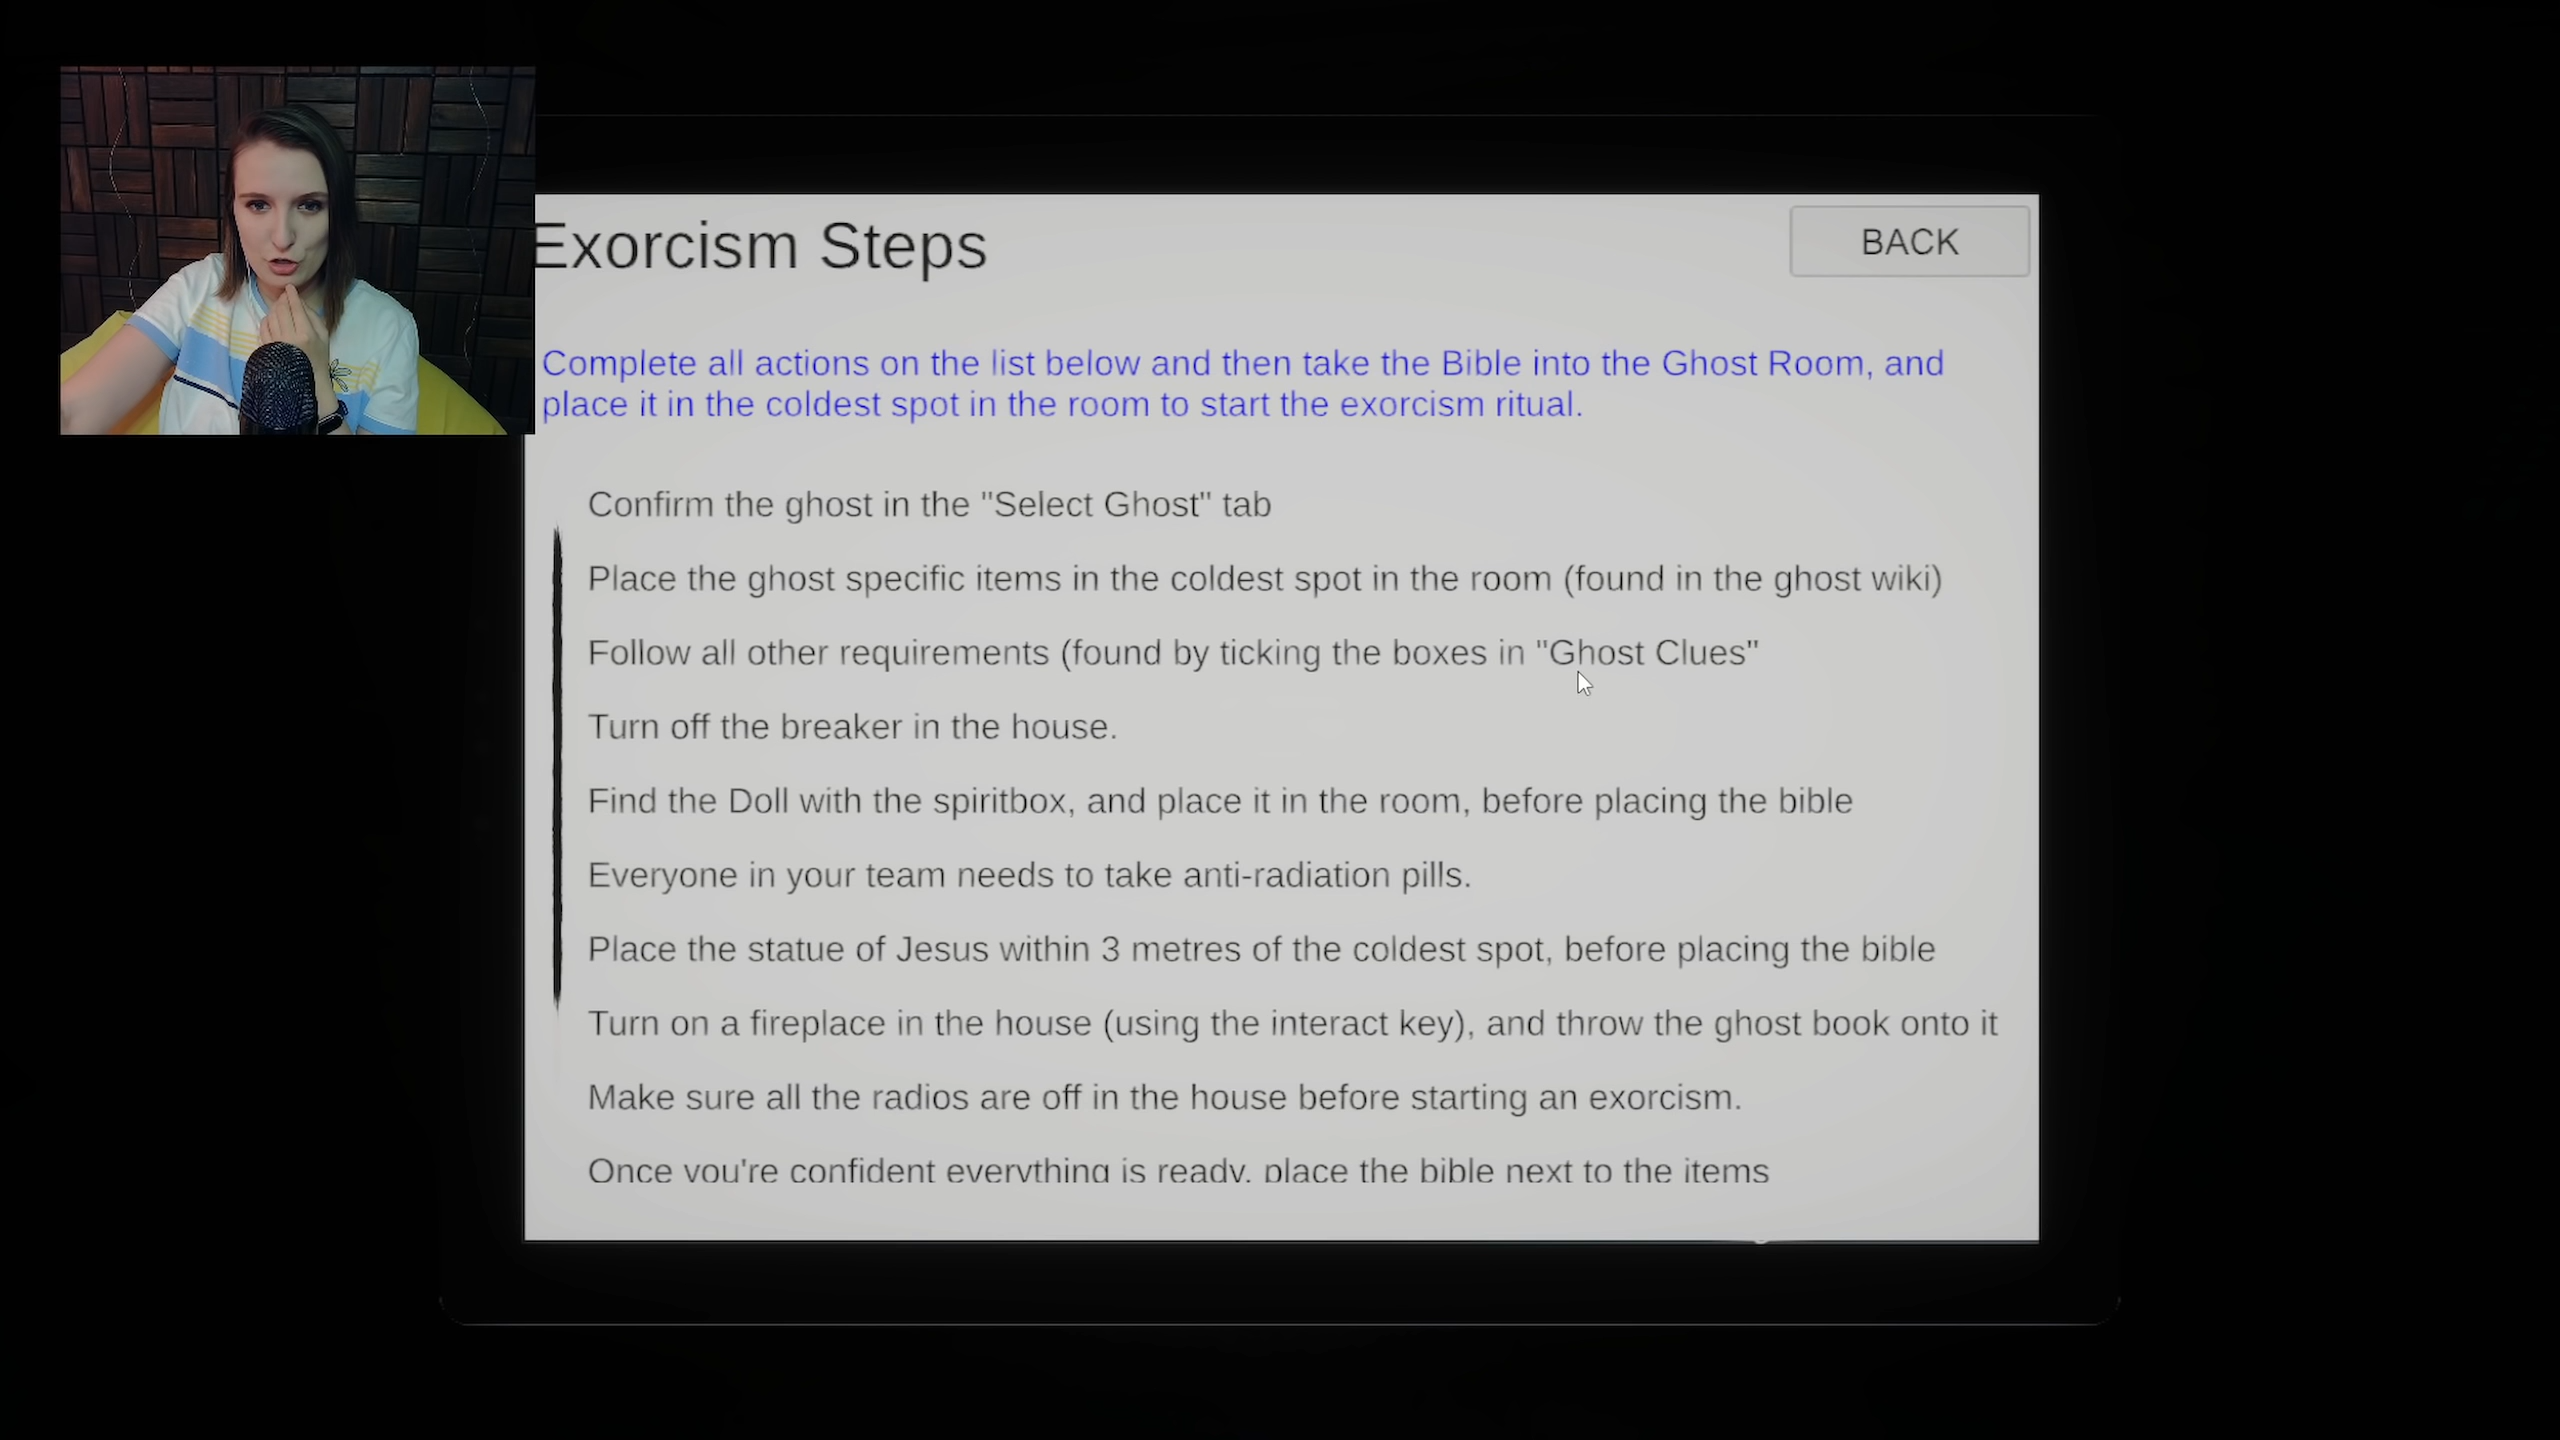 Exorcism Steps
BACK
Complete all actions on the list below and then take the Bible into the Ghost Room, and
place it in the coldest spot in the room to start the exorcism ritual.
Confirm the ghost in the "Select Ghost" tab
Place the ghost specific items in the coldest spot in the room (found in the ghost wiki)
Follow all other requirements (found by ticking the boxes in "Ghost Clues"
Turn off the breaker in the house.
Find the Doll with the spiritbox, and place it in the room, before placing the bible
Everyone in your team needs to take anti-radiation pills.
Place the statue of Jesus within 3 metres of the coldest spot, before placing the bible
Turn on a fireplace in the house (using the interact key), and throw the ghost book onto it
Make sure all the radios are off in the house before starting an exorcism.
Once you're confident everything is ready, place the bible next to the items